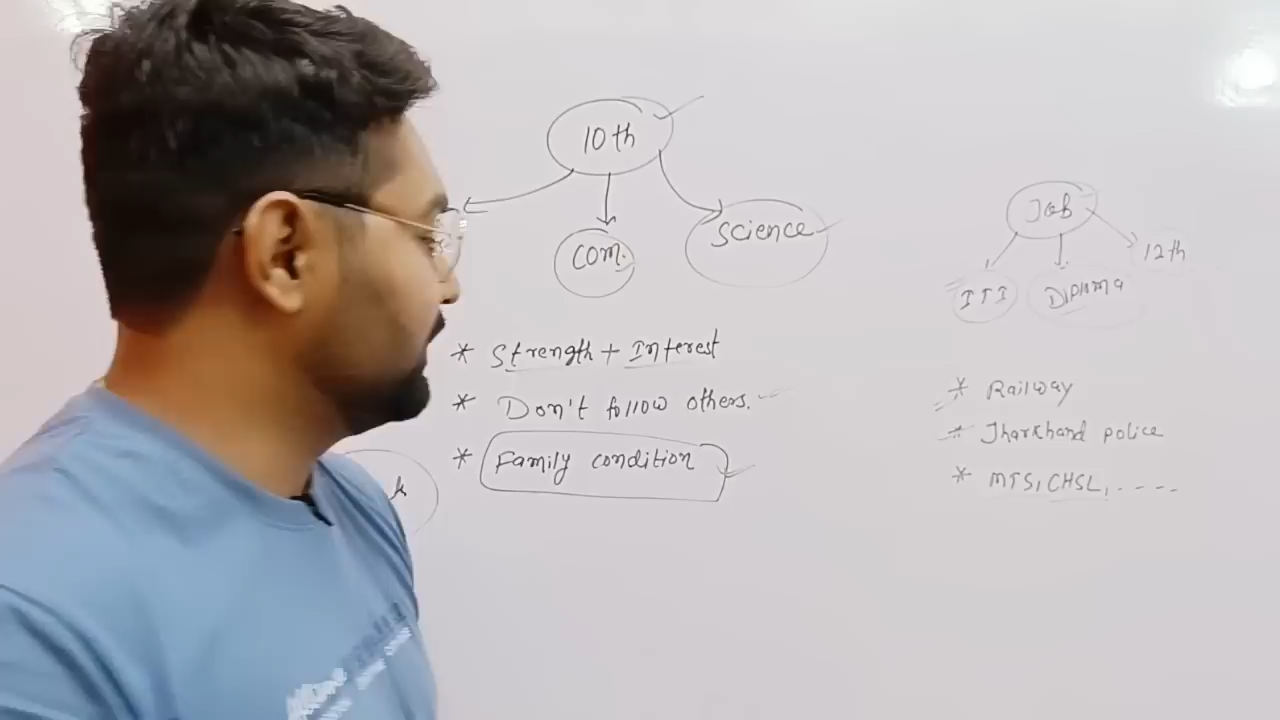 10th
com.
Science
* Strength + Interest
* Don't follow others.
* Family condition
Job
ITI
Diploma
12th
* Railway
* Jharkhand police
* MTS, CHSL, - - - -